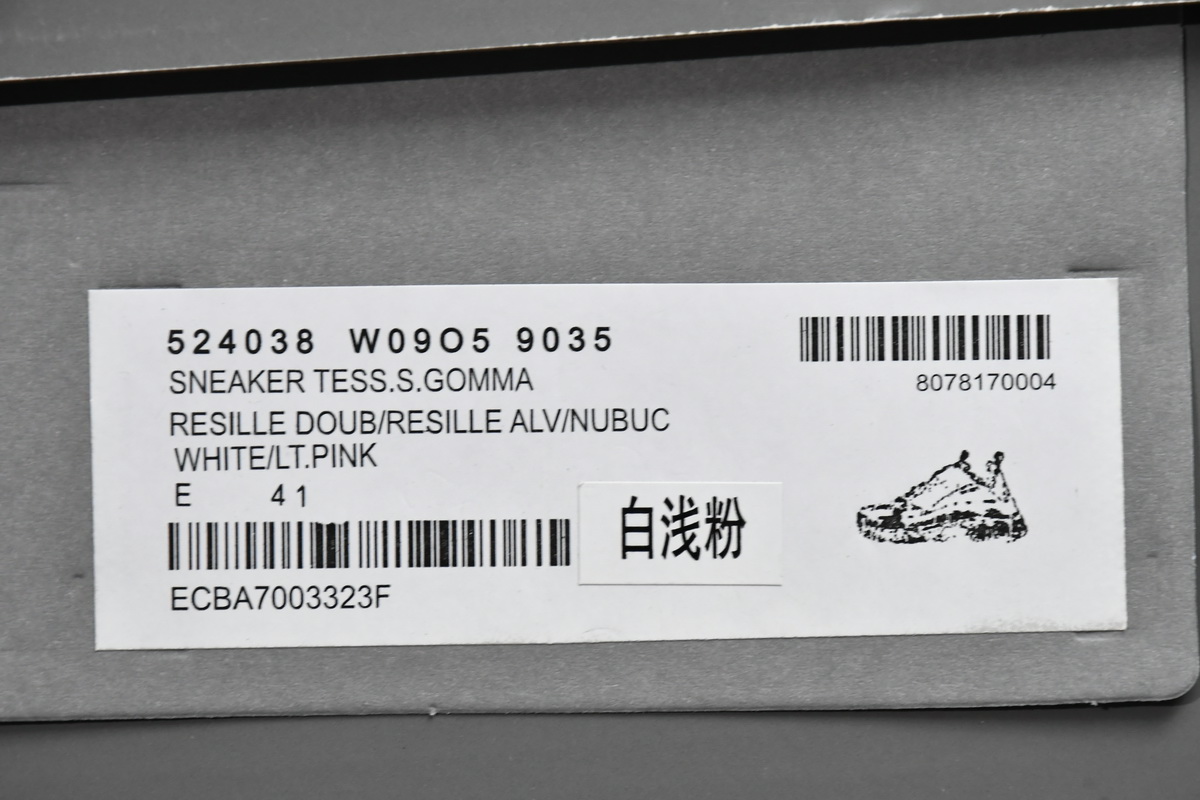 524038 W09O5 9035
8078170004
SNEAKER TESS.S.GOMMA
RESILLE DOUB/RESILLE ALV/NUBUC
WHITE/LT.PINK
E 41
白浅粉
ECBA7003323F